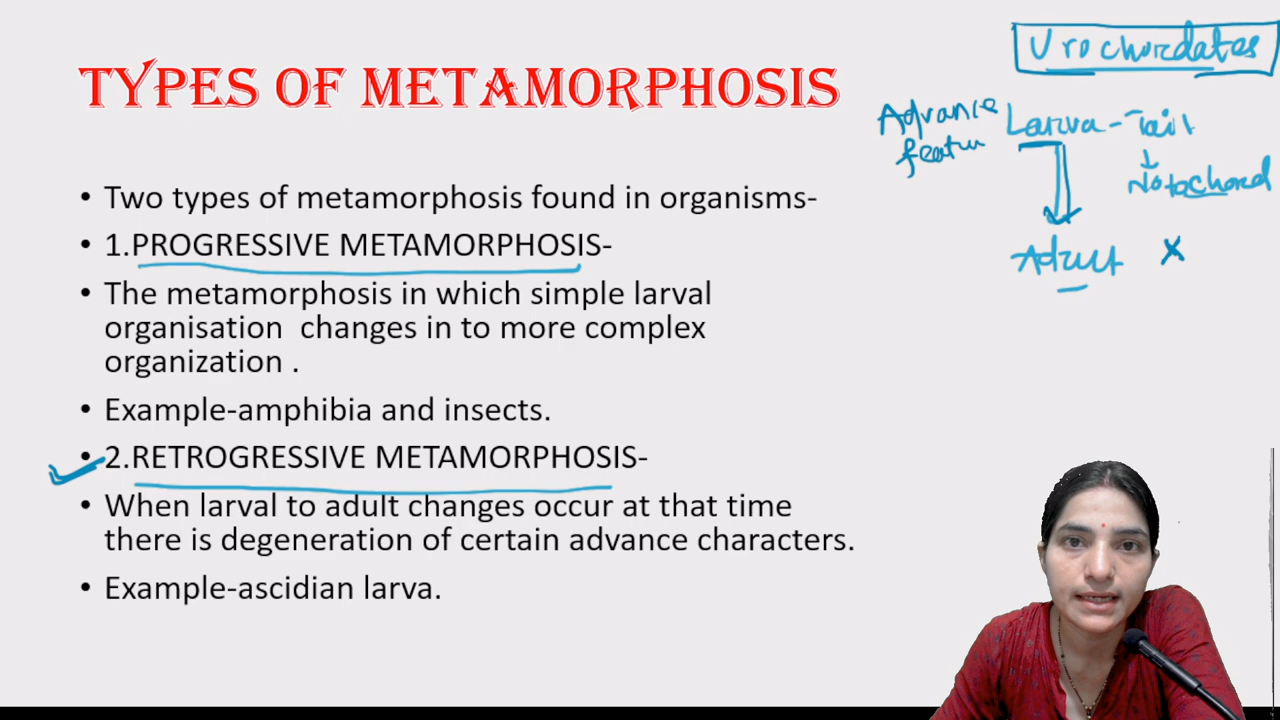 TYPES OF METAMORPHOSIS
Urochordates
Advance Larva - Tail
featu
↓
Notochord
Adult ×
• Two types of metamorphosis found in organisms-
• 1.PROGRESSIVE METAMORPHOSIS-
• The metamorphosis in which simple larval
organisation changes in to more complex
organization .
• Example-amphibia and insects.
• 2.RETROGRESSIVE METAMORPHOSIS-
• When larval to adult changes occur at that time
there is degeneration of certain advance characters.
• Example-ascidian larva.